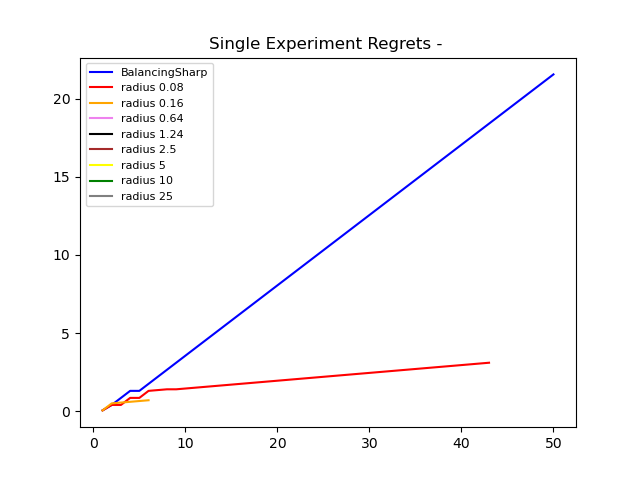 Single Experiment Regrets -
BalancingSharp
radius 0.08
radius 0.16
radius 0.64
radius 1.24
radius 2.5
radius 5
radius 10
radius 25
20
15
10
5
0
0 10 20 30 40 50